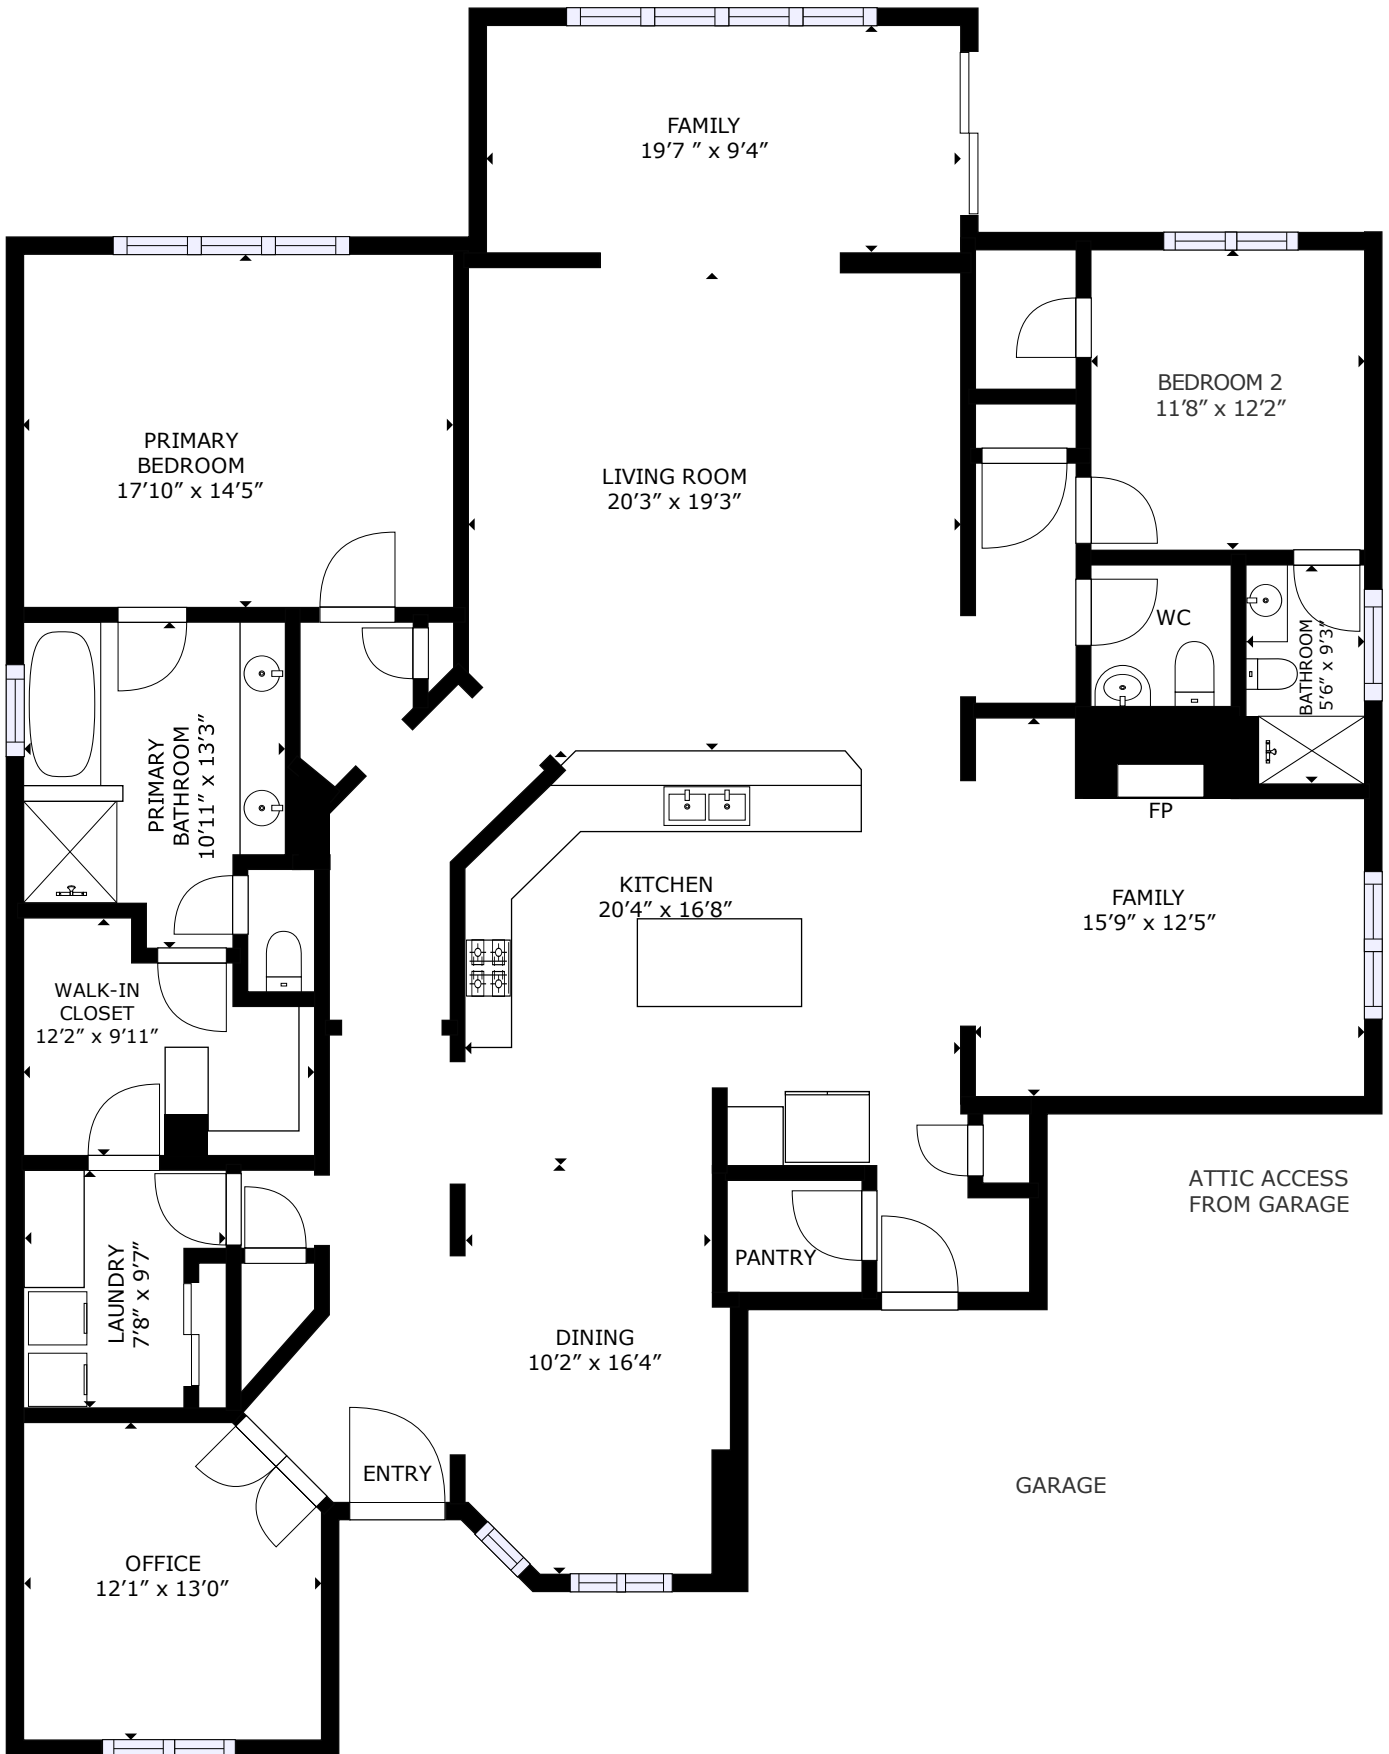 FAMILY
19’7 ” x 9’4”
BEDROOM 2
11’8” x 12’2”
PRIMARY
BEDROOM
17’10” x 14’5”
LIVING ROOM
20’3” x 19’3”
WC
BATHROOM
5’6” x 9’3”
PRIMARY
BATHROOM
10’11” x 13’3”
FP
KITCHEN
20’4” x 16’8”
FAMILY
15’9” x 12’5”
WALK-IN
CLOSET
12’2” x 9’11”
ATTIC ACCESS
FROM GARAGE
LAUNDRY
7’8” x 9’7”
PANTRY
DINING
10’2” x 16’4”
ENTRY
GARAGE
OFFICE
12’1” x 13’0”